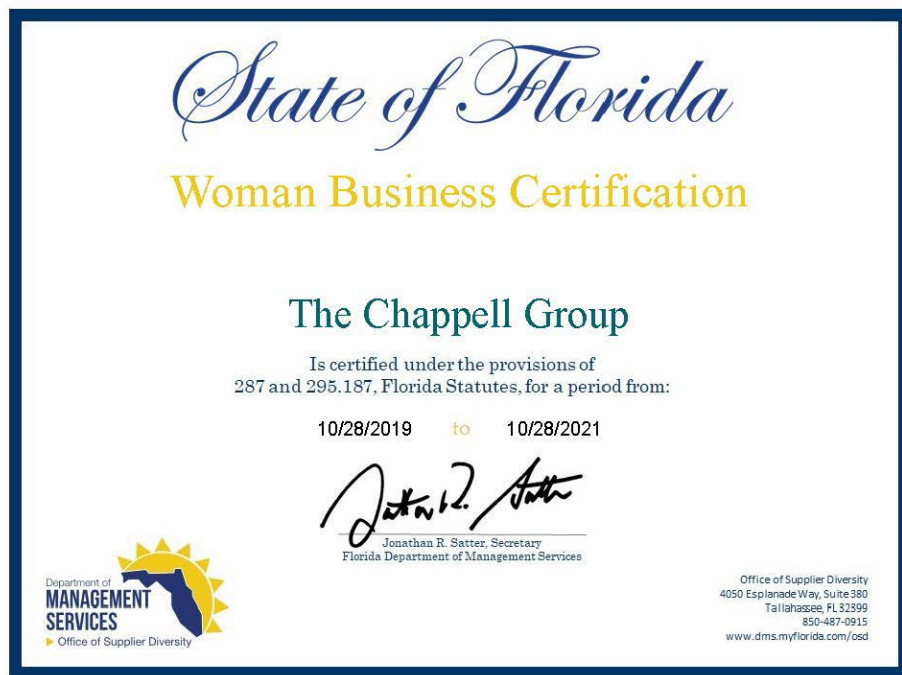 State of Florida
Woman Business Certification
The Chappell Group
Is certified under the provisions of
287 and 295.187, Florida Statutes, for a period from:
10/28/2019 to 10/28/2021
Jonathan R. Satter, Secretary
Florida Department of Management Services
Department of
MANAGEMENT
SERVICES
Office of Supplier Diversity
Office of Supplier Diversity
4050 Esplanade Way, Suite 380
Tallahassee, FL 32399
850-487-0915
www.dms.myflorida.com/osd